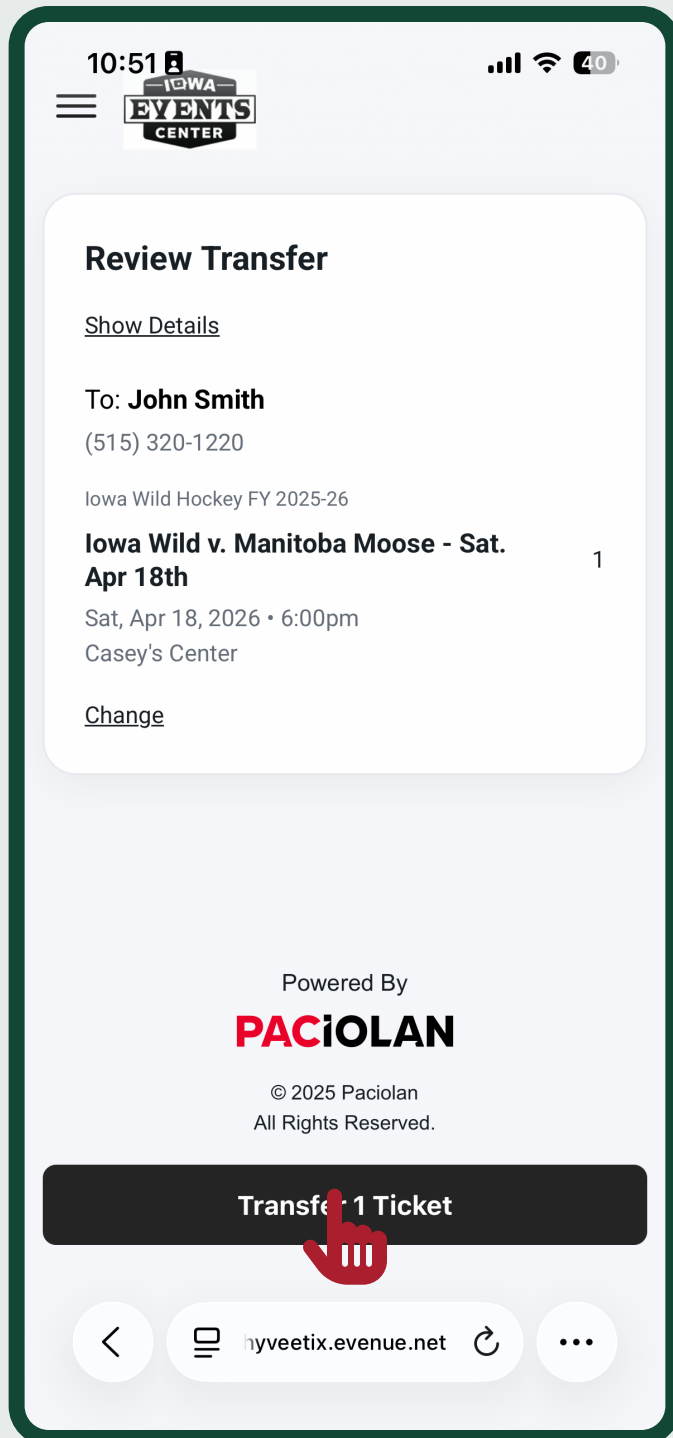 10:51
40
IOWA
EVENTS
CENTER
Review Transfer
Show Details
To: John Smith
(515) 320-1220
Iowa Wild Hockey FY 2025-26
Iowa Wild v. Manitoba Moose - Sat.
Apr 18th
1
Sat, Apr 18, 2026 • 6:00pm
Casey's Center
Change
Powered By
PACiOLAN
© 2025 Paciolan
All Rights Reserved.
Transfer 1 Ticket
hyveetix.evenue.net